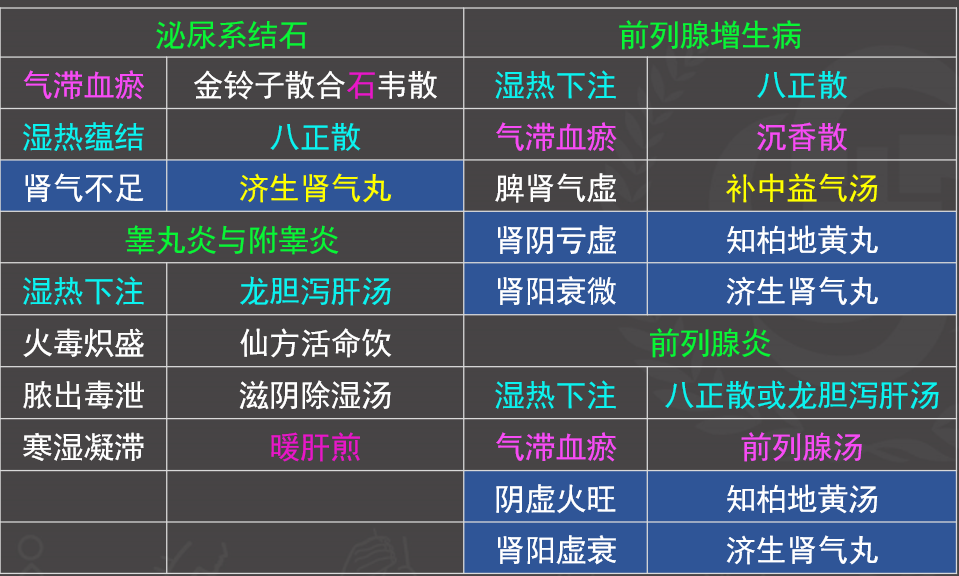 泌尿系结石
气滞血瘀 金铃子散合石韦散
湿热蕴结 八正散
肾气不足 济生肾气丸
睾丸炎与附睾炎
湿热下注 龙胆泻肝汤
火毒炽盛 仙方活命饮
脓出毒泄 滋阴除湿汤
寒湿凝滞 暖肝煎
前列腺增生病
湿热下注 八正散
气滞血瘀 沉香散
脾肾气虚 补中益气汤
肾阴亏虚 知柏地黄丸
肾阳衰微 济生肾气丸
前列腺炎
湿热下注 八正散或龙胆泻肝汤
气滞血瘀 前列腺汤
阴虚火旺 知柏地黄汤
肾阳虚衰 济生肾气丸